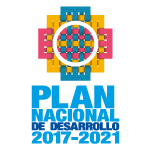 PLAN
NACIONAL
DE DESARROLLO
2017-2021